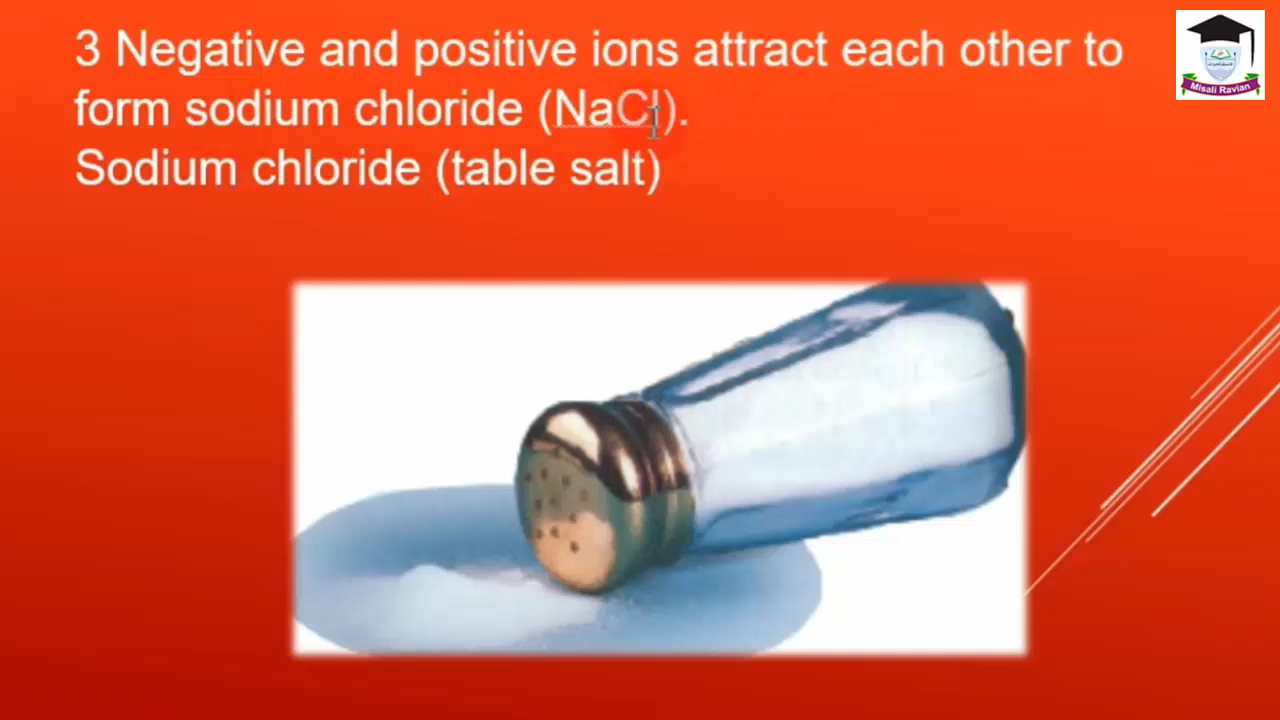 3 Negative and positive ions attract each other to
form sodium chloride (NaCl).
Sodium chloride (table salt)
Misali Ravian